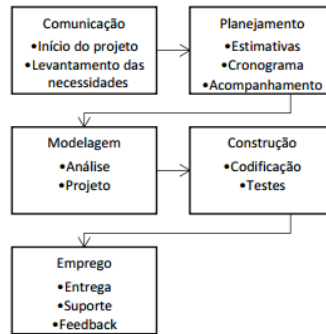 Comunicação
•Início do projeto
•Levantamento das
necessidades
Planejamento
•Estimativas
•Cronograma
•Acompanhamento
Modelagem
•Análise
•Projeto
Construção
•Codificação
•Testes
Emprego
•Entrega
•Suporte
•Feedback